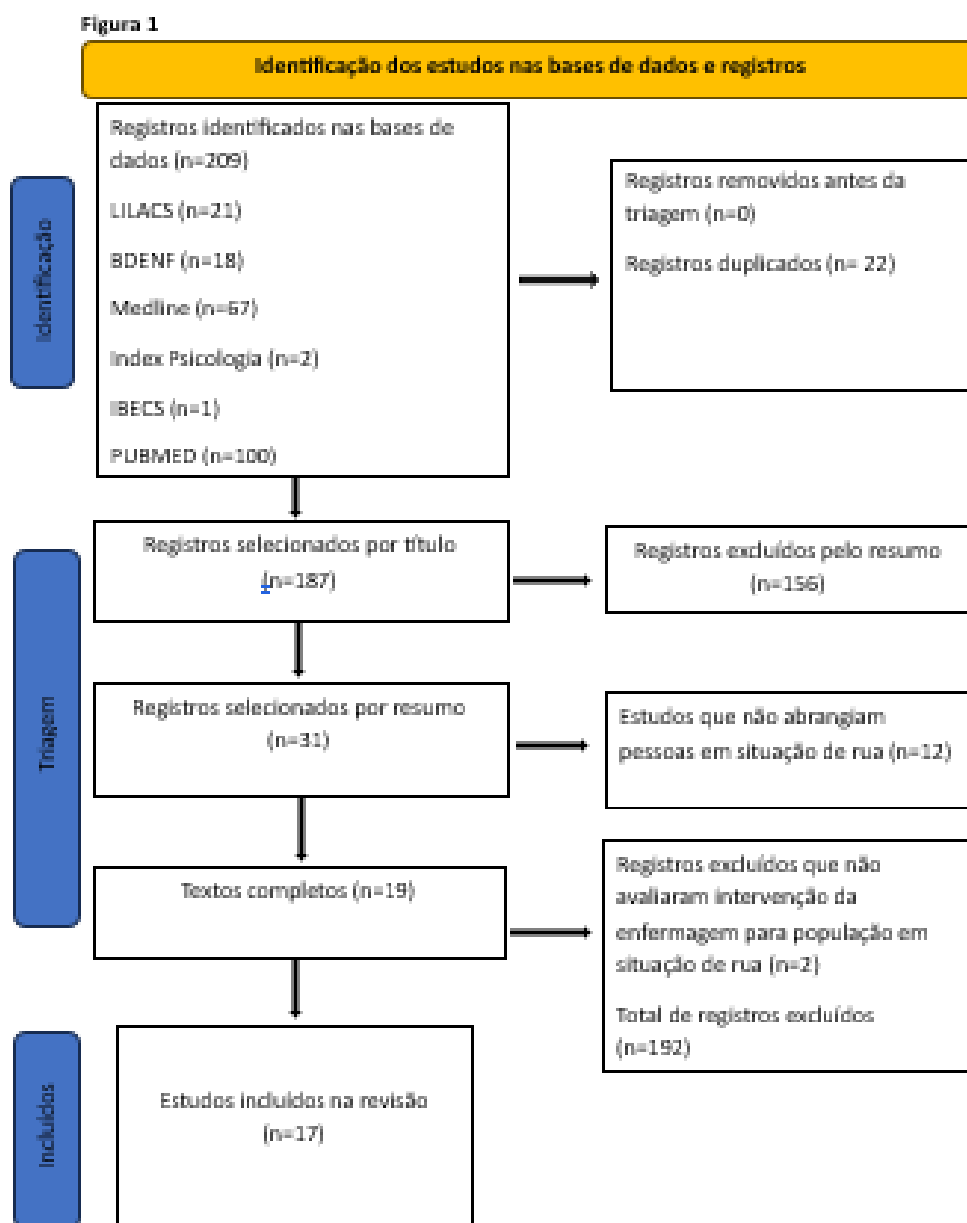 Figura 1
Identificação dos estudos nas bases de dados e registros
Identificação
Registros identificados nas bases de
dados (n=209)
LILACS (n=21)
BDENF (n=18)
Medline (n=67)
Index Psicologia (n=2)
IBECS (n=1)
PUBMED (n=100)
Registros removidos antes da
triagem (n=0)
Registros duplicados (n= 22)
Triagem
Registros selecionados por título
(n=187)
Registros excluídos pelo resumo
(n=156)
Registros selecionados por resumo
(n=31)
Estudos que não abrangiam
pessoas em situação de rua (n=12)
Textos completos (n=19)
Registros excluídos que não
avaliaram intervenção da
enfermagem para população em
situação de rua (n=2)
Total de registros excluídos
(n=192)
Incluídos
Estudos incluídos na revisão
(n=17)